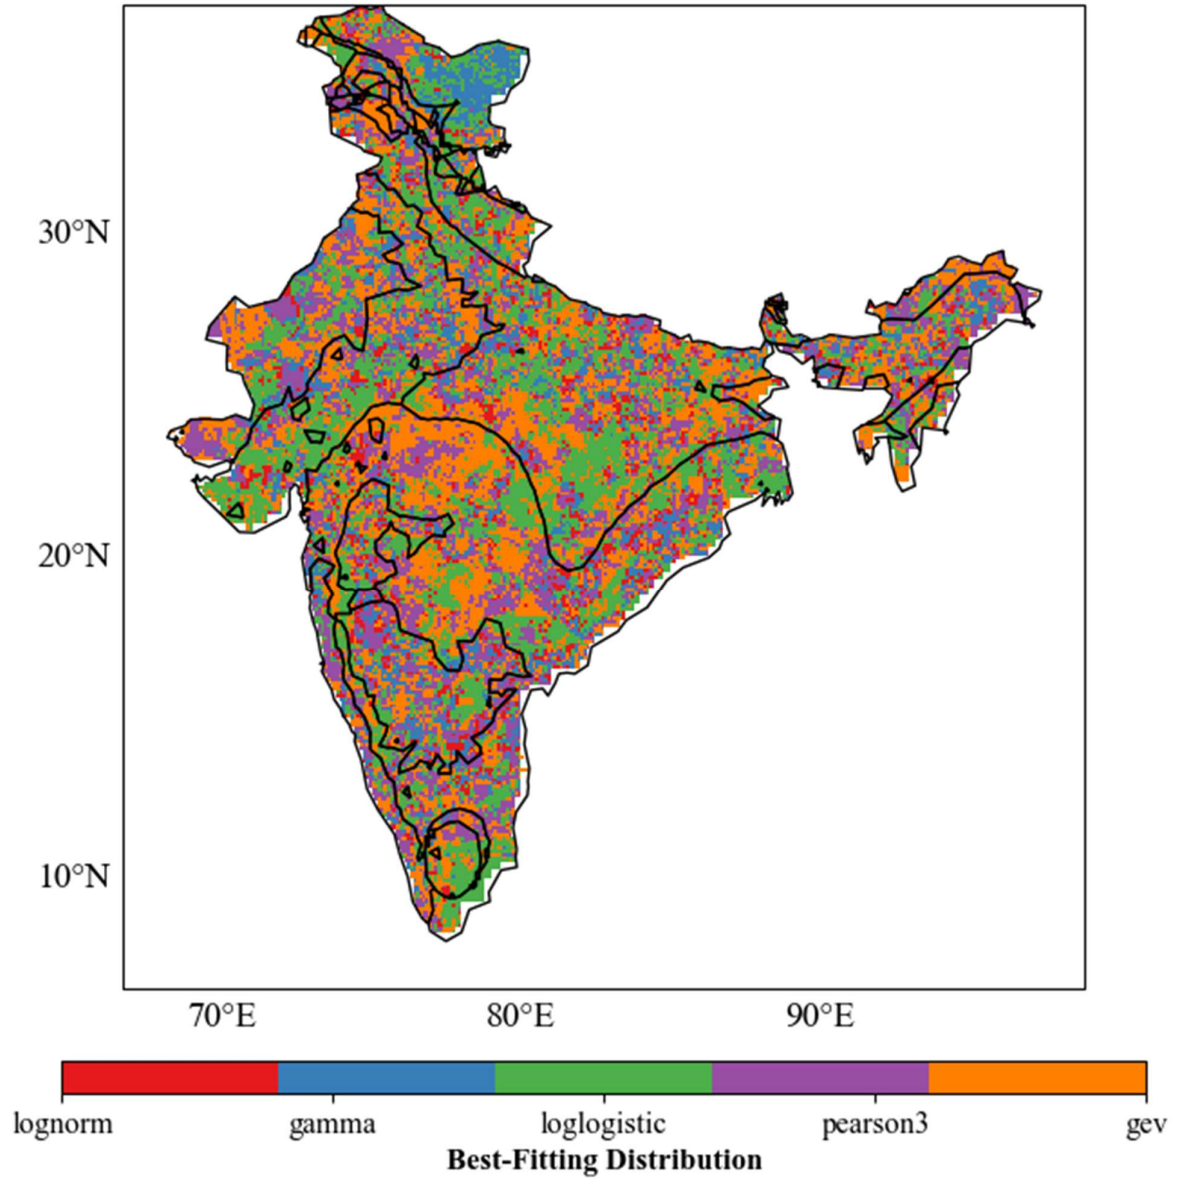 30°N
20°N
10°N
70°E 80°E 90°E
lognorm gamma loglogistic pearson3 gev
Best-Fitting Distribution